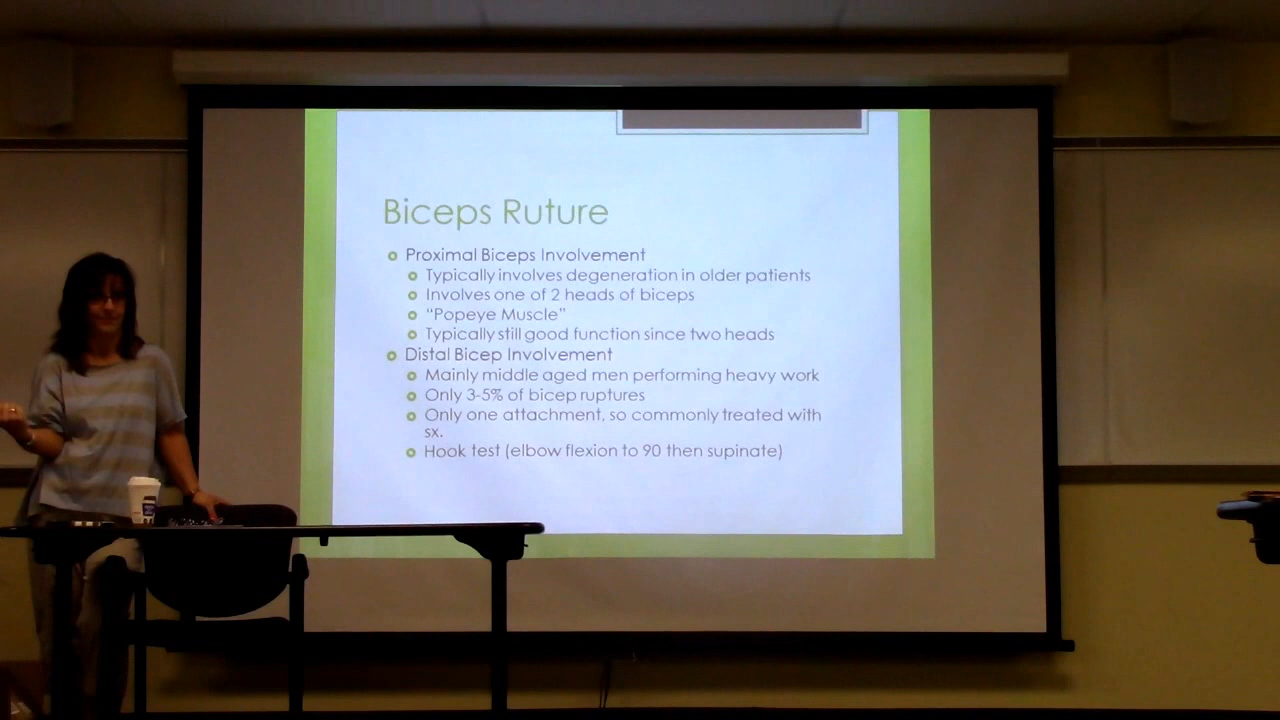 Biceps Ruture
Proximal Biceps Involvement
Typically involves degeneration in older patients
Involves one of 2 heads of biceps
“Popeye Muscle”
Typically still good function since two heads
Distal Bicep Involvement
Mainly middle aged men performing heavy work
Only 3-5% of bicep ruptures
Only one attachment, so commonly treated with
sx.
Hook test (elbow flexion to 90 then supinate)